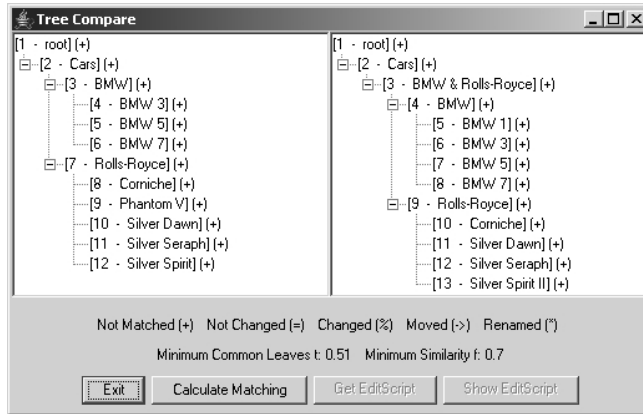 Tree Compare
[1 - root] (+)
[2 - Cars] (+)
[3 - BMW] (+)
[4 - BMW 3] (+)
[5 - BMW 5] (+)
[6 - BMW 7] (+)
[7 - Rolls-Royce] (+)
[8 - Corniche] (+)
[9 - Phantom V] (+)
[10 - Silver Dawn] (+)
[11 - Silver Seraph] (+)
[12 - Silver Spirit] (+)
[1 - root] (+)
[2 - Cars] (+)
[3 - BMW & Rolls-Royce] (+)
[4 - BMW] (+)
[5 - BMW 1] (+)
[6 - BMW 3] (+)
[7 - BMW 5] (+)
[8 - BMW 7] (+)
[9 - Rolls-Royce] (+)
[10 - Corniche] (+)
[11 - Silver Dawn] (+)
[12 - Silver Seraph] (+)
[13 - Silver Spirit II] (+)
Not Matched (+) Not Changed (=) Changed (%) Moved (->) Renamed (*)
Minimum Common Leaves t: 0.51 Minimum Similarity f: 0.7
Exit Calculate Matching Get EditScript Show EditScript